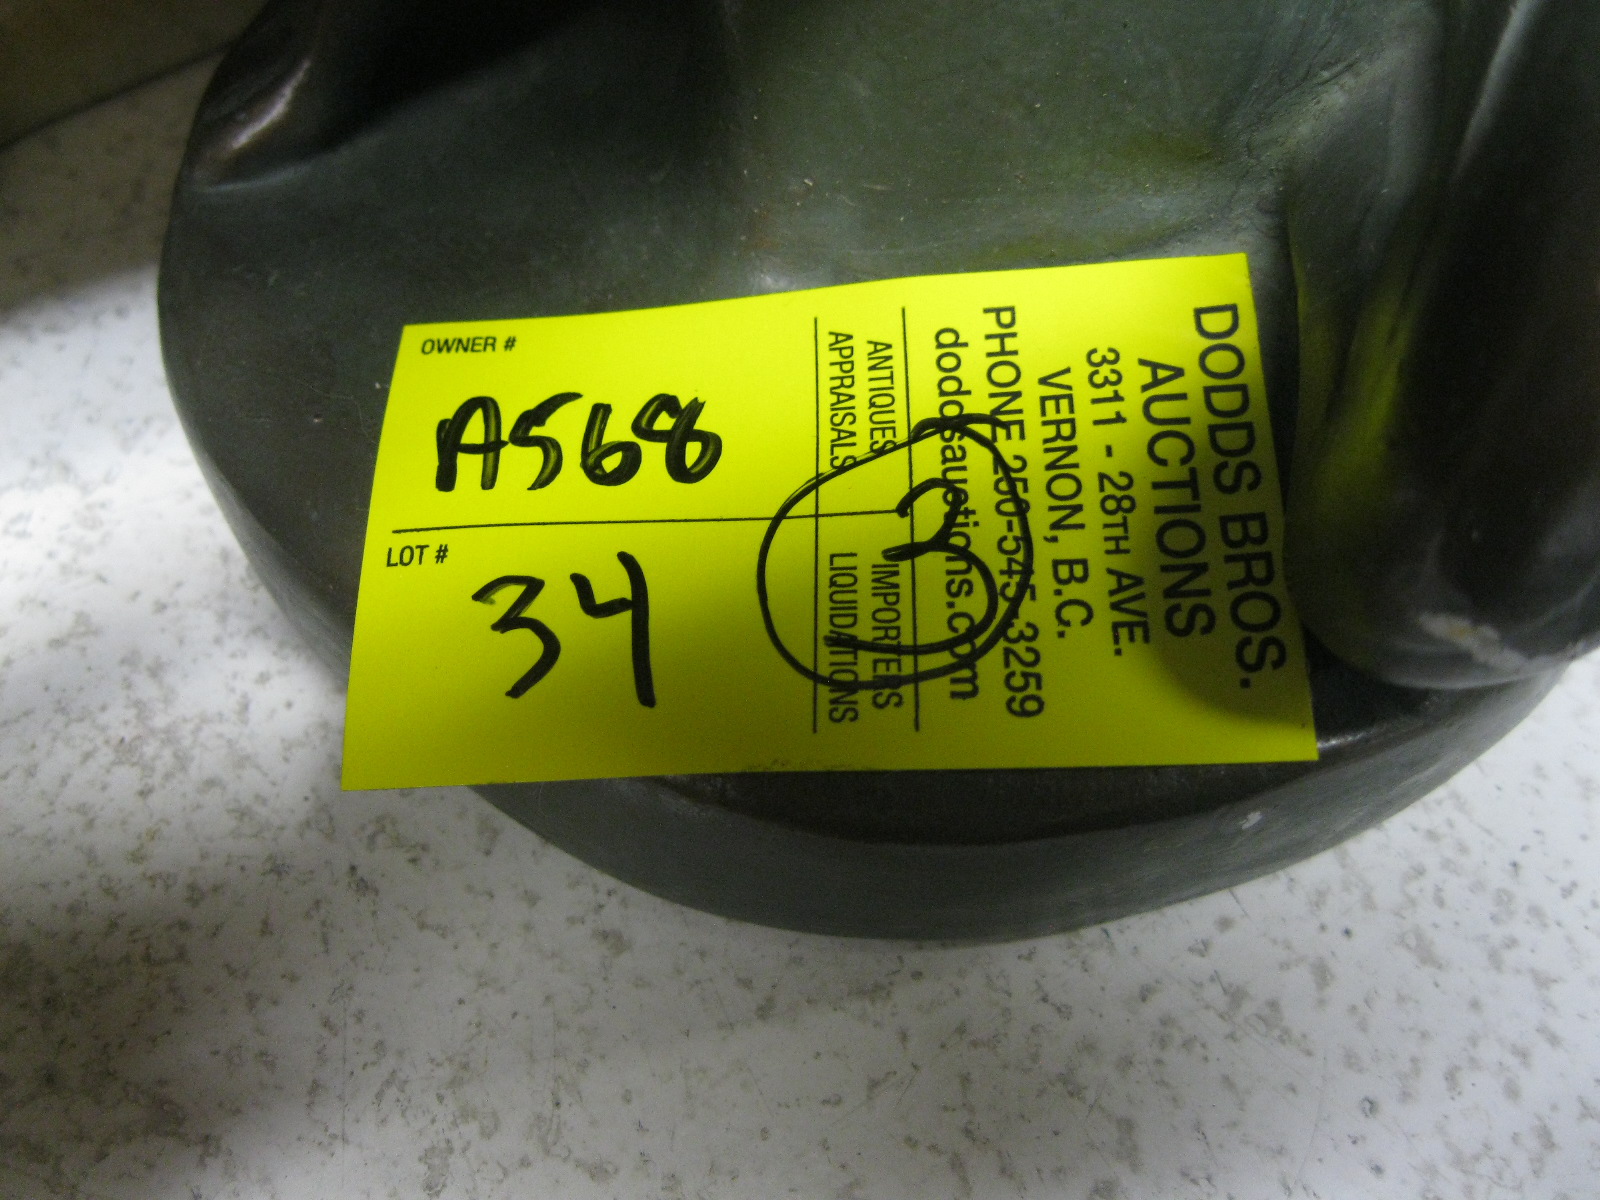 DODDS BROS.
AUCTIONS
3311 - 28TH AVE.
VERNON, B.C.
PHONE 250-545-3259
doddsauctions.com
ANTIQUES IMPORTERS
APPRAISALS LIQUIDATIONS
3
OWNER #
A568
LOT #
34